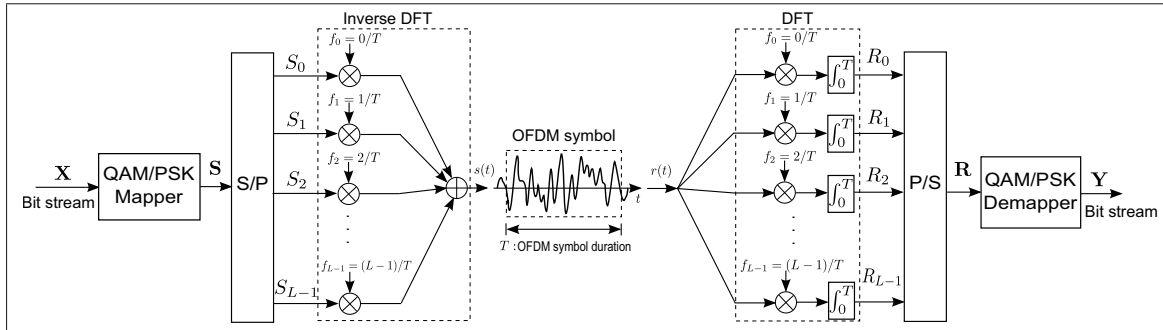 Inverse DFT
DFT
f_0 = 0/T
f_0 = 0/T
S_0
R_0
∫_0^T
f_1 = 1/T
f_1 = 1/T
S_1
R_1
∫_0^T
OFDM symbol
f_2 = 2/T
f_2 = 2/T
X
QAM/PSK
Mapper
Bit stream
S
S/P
S_2
s(t)
t
r(t)
∫_0^T
R_2
P/S
R
QAM/PSK
Demapper
Y
Bit stream
T : OFDM symbol duration
f_{L−1} = (L − 1)/T
f_{L−1} = (L − 1)/T
S_{L−1}
∫_0^T
R_{L−1}